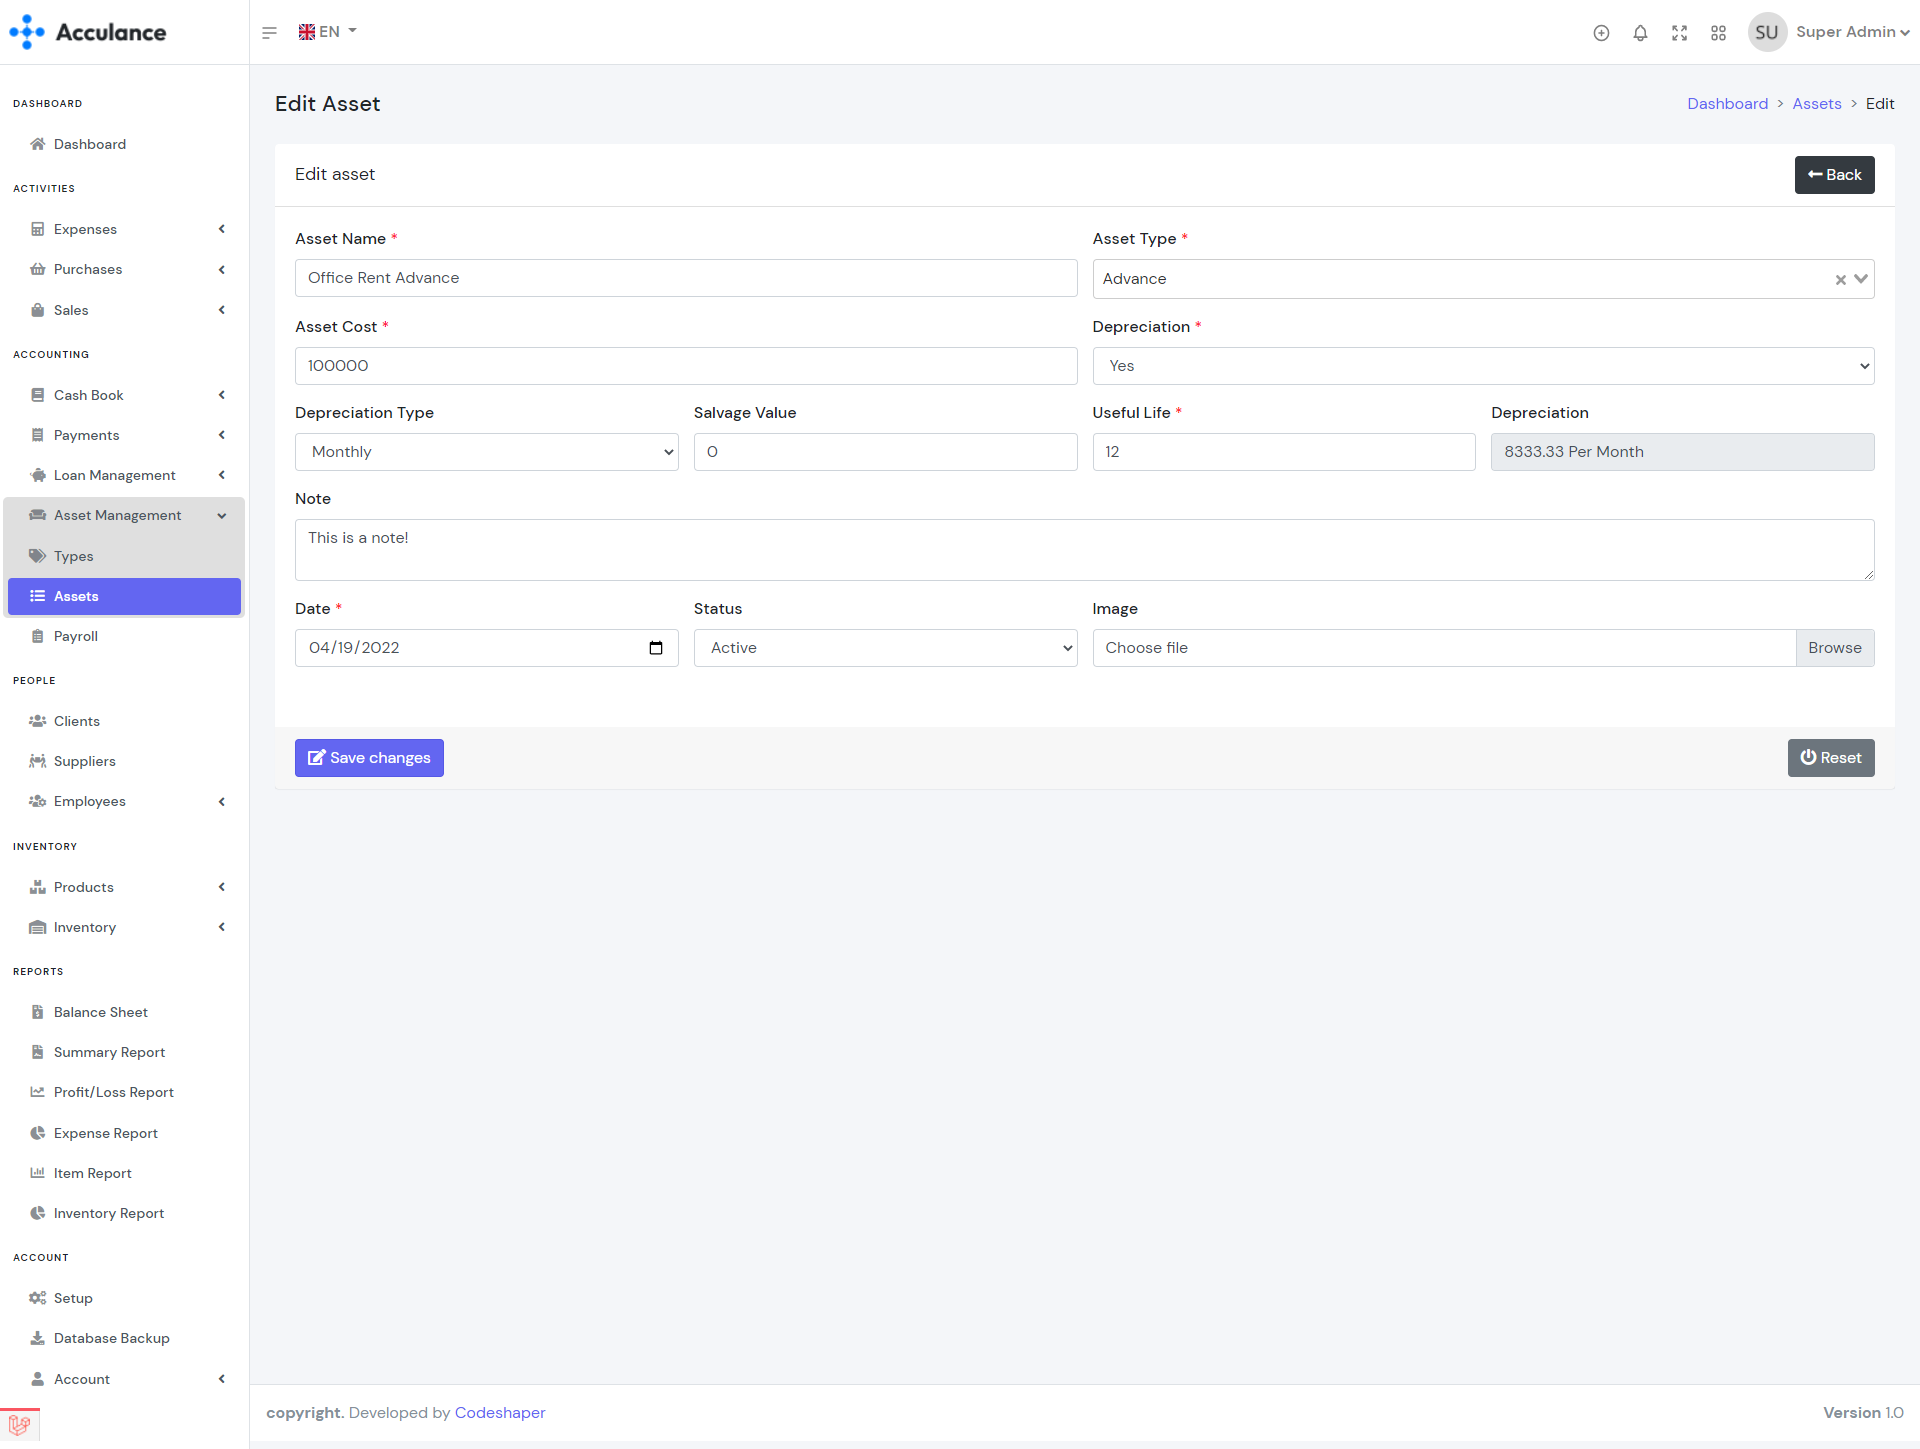 Acculance
EN
SU
Super Admin
DASHBOARD
Dashboard
ACTIVITIES
Expenses
Purchases
Sales
ACCOUNTING
Cash Book
Payments
Loan Management
Asset Management
Types
Assets
Payroll
PEOPLE
Clients
Suppliers
Employees
INVENTORY
Products
Inventory
REPORTS
Balance Sheet
Summary Report
Profit/Loss Report
Expense Report
Item Report
Inventory Report
ACCOUNT
Setup
Database Backup
Account
Edit Asset
Dashboard > Assets > Edit
Edit asset
Back
Asset Name *
Asset Type *
Office Rent Advance
Advance
Asset Cost *
Depreciation *
100000
Yes
Depreciation Type
Salvage Value
Useful Life *
Depreciation
Monthly
0
12
8333.33 Per Month
Note
This is a note!
Date *
Status
Image
04/19/2022
Active
Choose file
Browse
Save changes
Reset
copyright. Developed by Codeshaper
Version 1.0